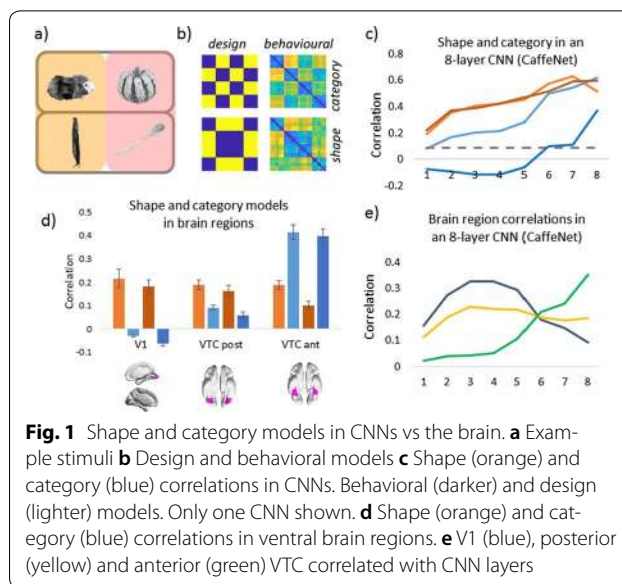 a)
b)
design
behavioural
category
shape
c)
Shape and category in an
8-layer CNN (CaffeNet)
Correlation
0.8
0.6
0.4
0.2
0
-0.2
1 2 3 4 5 6 7 8
d)
Shape and category models
in brain regions
Correlation
0.5
0.4
0.3
0.2
0.1
0
-0.1
V1 VTC post VTC ant
e)
Brain region correlations in
an 8-layer CNN (CaffeNet)
Correlation
0.4
0.3
0.2
0.1
0
1 2 3 4 5 6 7 8
Fig. 1 Shape and category models in CNNs vs the brain. a Exam-
ple stimuli b Design and behavioral models c Shape (orange) and
category (blue) correlations in CNNs. Behavioral (darker) and design
(lighter) models. Only one CNN shown. d Shape (orange) and cat-
egory (blue) correlations in ventral brain regions. e V1 (blue), posterior
(yellow) and anterior (green) VTC correlated with CNN layers